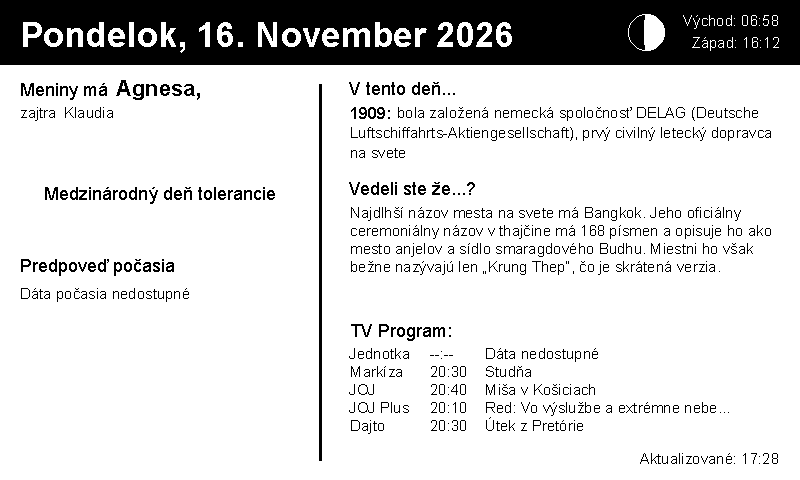 Pondelok, 16. November 2026
Východ: 06:58
Západ: 16:12
Meniny má Agnesa,
zajtra Klaudia
Medzinárodný deň tolerancie
Predpoveď počasia
Dáta počasia nedostupné
V tento deň...
1909: bola založená nemecká spoločnosť DELAG (Deutsche
Luftschiffahrts-Aktiengesellschaft), prvý civilný letecký dopravca
na svete
Vedeli ste že...?
Najdlhší názov mesta na svete má Bangkok. Jeho oficiálny
ceremoniálny názov v thajčine má 168 písmen a opisuje ho ako
mesto anjelov a sídlo smaragdového Budhu. Miestni ho však
bežne nazývajú len „Krung Thep“, čo je skrátená verzia.
TV Program:
Jednotka --:-- Dáta nedostupné
Markíza 20:30 Studňa
JOJ 20:40 Miša v Košiciach
JOJ Plus 20:10 Red: Vo výslužbe a extrémne nebe...
Dajto 20:30 Útek z Pretórie
Aktualizované: 17:28